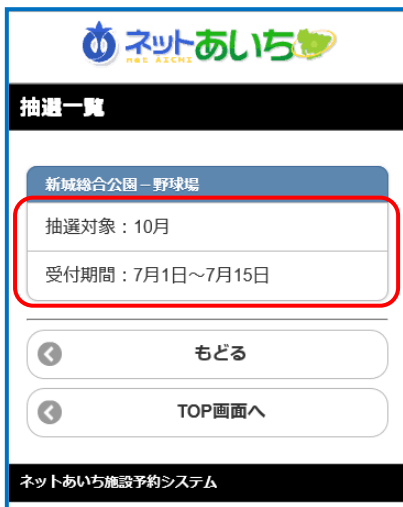 ネットあいち
net AICHI
抽選一覧
新城総合公園－野球場
抽選対象：10月
受付期間：7月1日～7月15日
もどる
TOP画面へ
ネットあいち施設予約システム